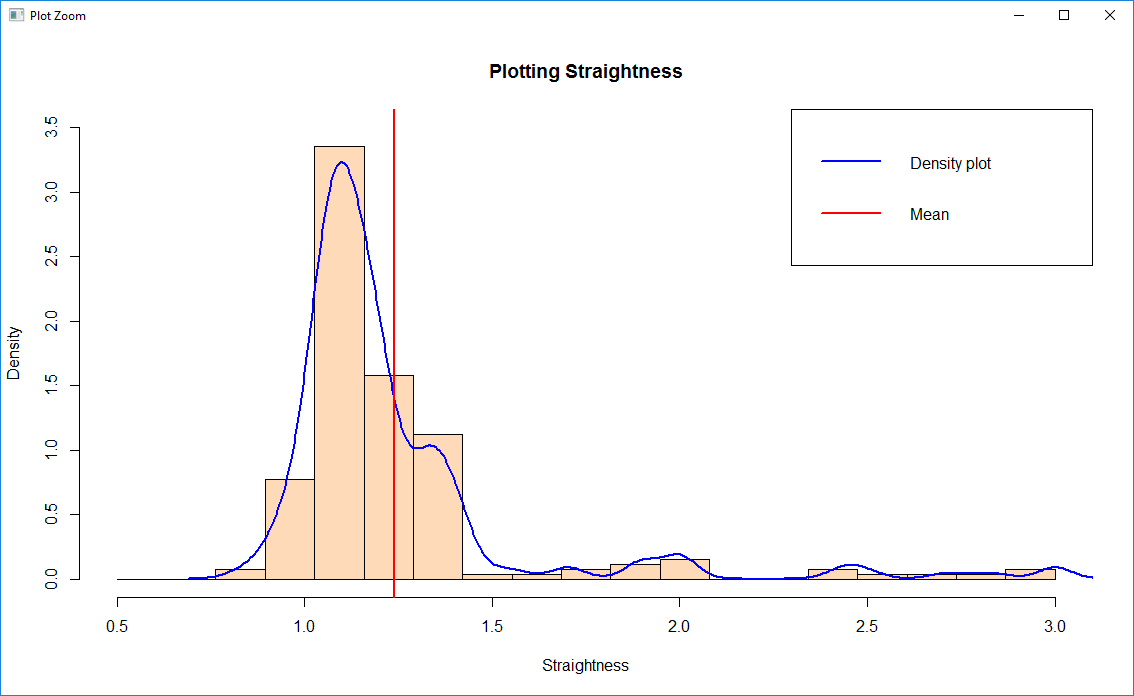 Plot Zoom
Plotting Straightness
Density plot
Mean
3.5
3.0
2.5
2.0
1.5
1.0
0.5
0.0
Density
0.5 1.0 1.5 2.0 2.5 3.0
Straightness